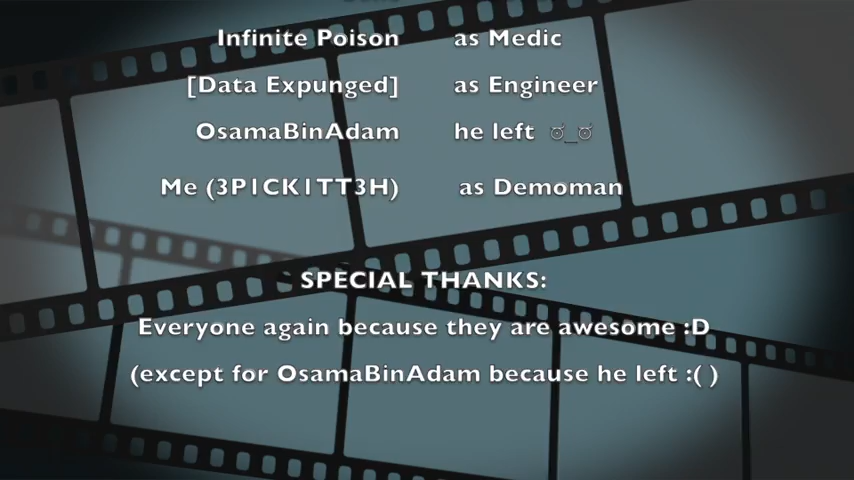 Infinite Poison as Medic
[Data Expunged] as Engineer
OsamaBinAdam he left ಠ_ಠ
Me (3P1CK1TT3H) as Demoman
SPECIAL THANKS:
Everyone again because they are awesome :D
(except for OsamaBinAdam because he left :( )